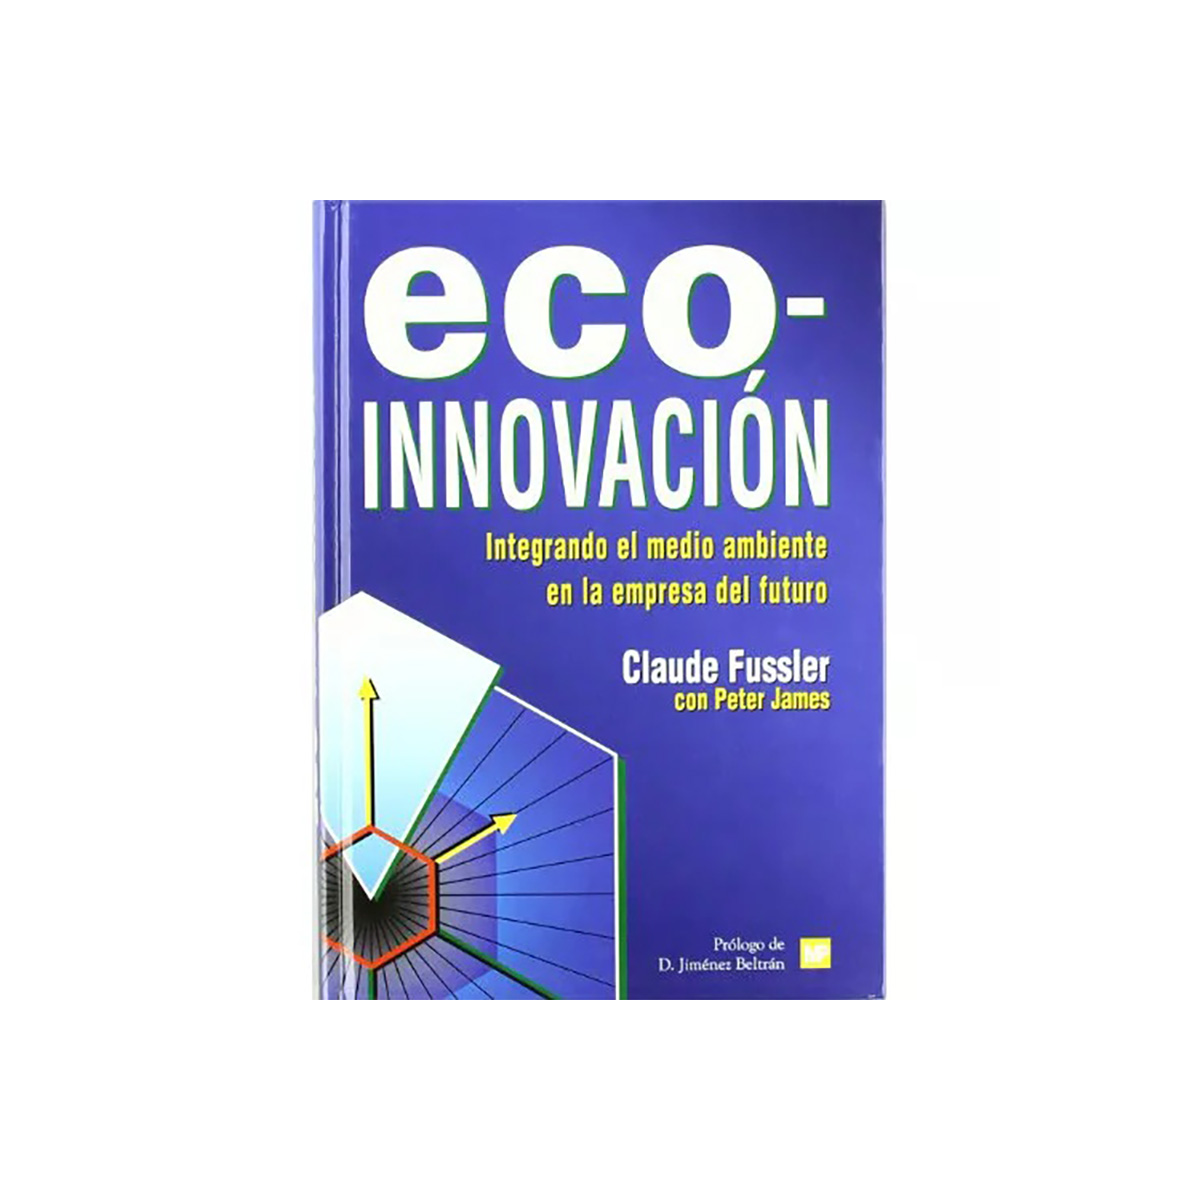 eco-
INNOVACIÓN
Integrando el medio ambiente
en la empresa del futuro
Claude Fussler
con Peter James
Prólogo de
D. Jiménez Beltrán
MP